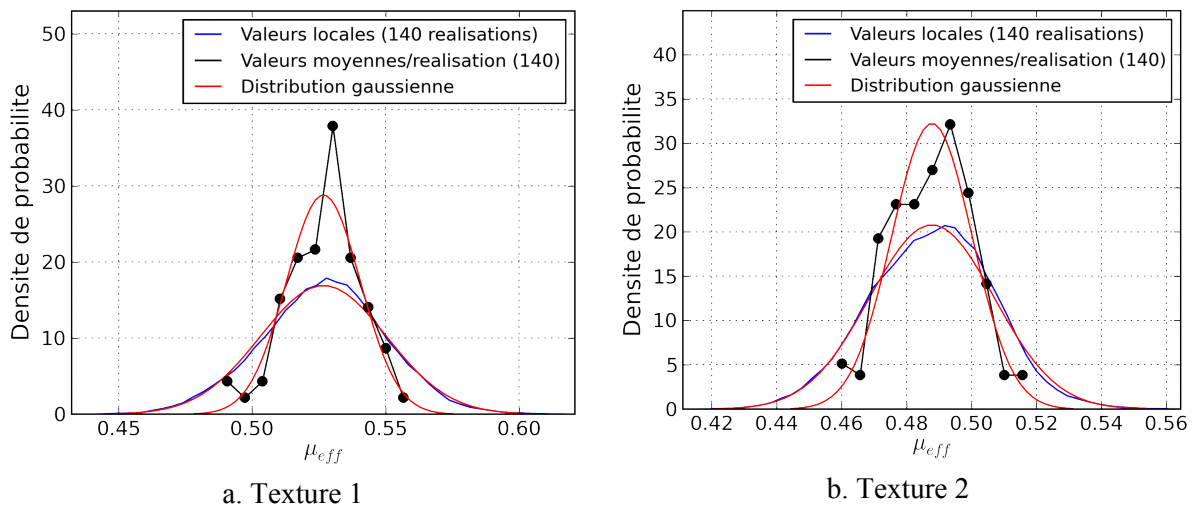 Valeurs locales (140 realisations)
Valeurs moyennes/realisation (140)
Distribution gaussienne
Densite de probabilite
50
40
30
20
10
0
0.45 0.50 0.55 0.60
μeff
a. Texture 1
Valeurs locales (140 realisations)
Valeurs moyennes/realisation (140)
Distribution gaussienne
Densite de probabilite
40
35
30
25
20
15
10
5
0
0.42 0.44 0.46 0.48 0.50 0.52 0.54 0.56
μeff
b. Texture 2